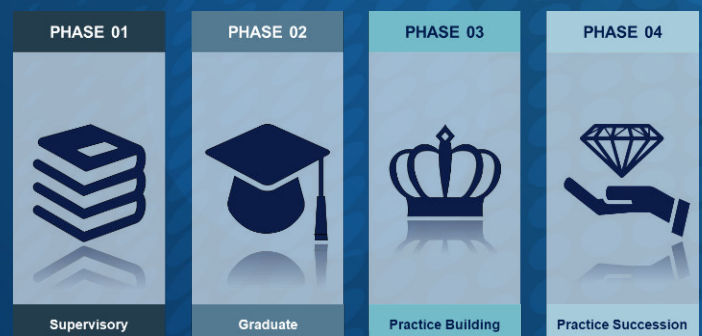 PHASE 01
PHASE 02
PHASE 03
PHASE 04
Supervisory
Graduate
Practice Building
Practice Succession